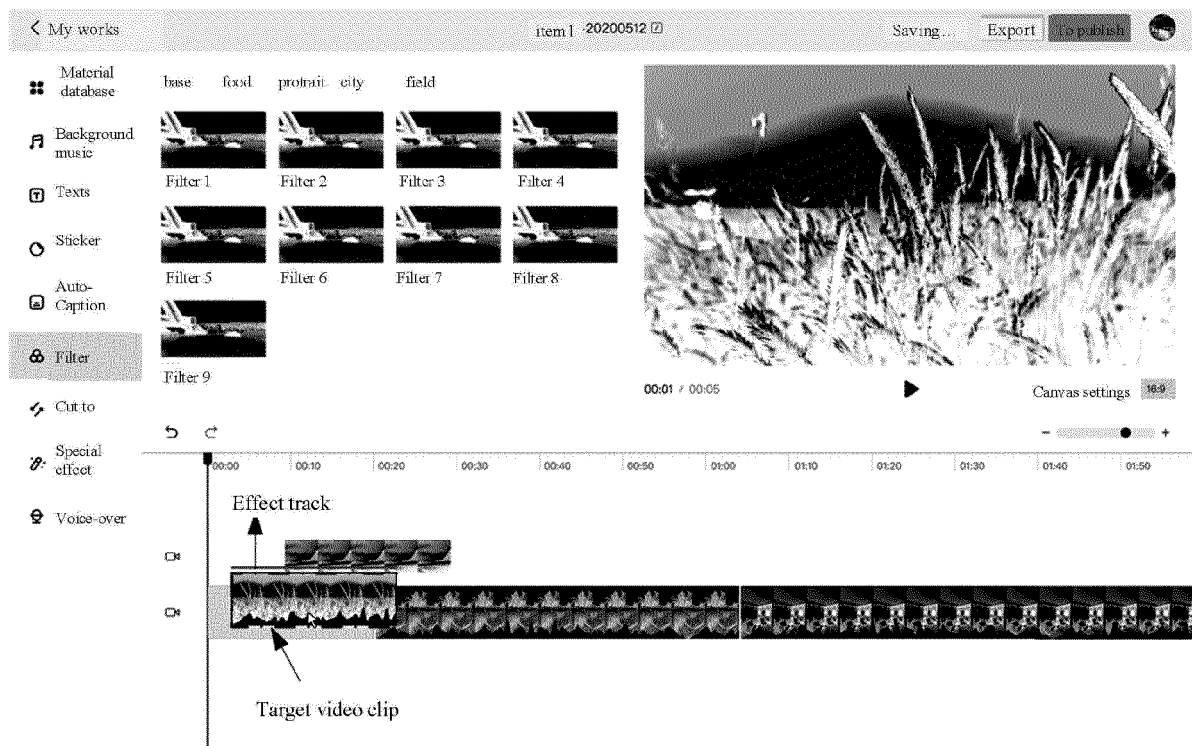 My works
item1 -20200512
Saving...
Export
To publish
Material
database
Background
music
Texts
Sticker
Auto-
Caption
Filter
Cut to
Special
effect
Voice-over
base food protrait city field
Filter 1 Filter 2 Filter 3 Filter 4
Filter 5 Filter 6 Filter 7 Filter 8
Filter 9
00:01 / 00:05
Canvas settings 16:9
00:00 00:10 00:20 00:30 00:40 00:50 01:00 01:10 01:20 01:30 01:40 01:50
Effect track
Target video clip